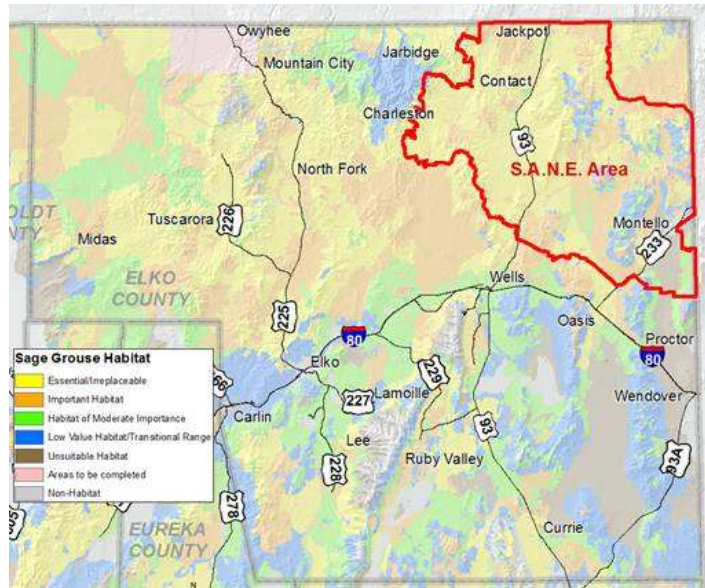 Owyhee
Jackpot
Jarbidge
Mountain City
Contact
Charleston
93
North Fork
S.A.N.E. Area
226
Tuscarora
Montello
233
Midas
ELKO
COUNTY
Wells
225
Oasis
80
Proctor
Elko
80
229
Lamoille
227
Wendover
Carlin
Lee
93
Ruby Valley
228
93A
278
Currie
EUREKA
COUNTY
Sage Grouse Habitat
Essential/Irreplaceable
Important Habitat
Habitat of Moderate Importance
Low Value Habitat/Transitional Range
Unsuitable Habitat
Areas to be completed
Non-Habitat
N